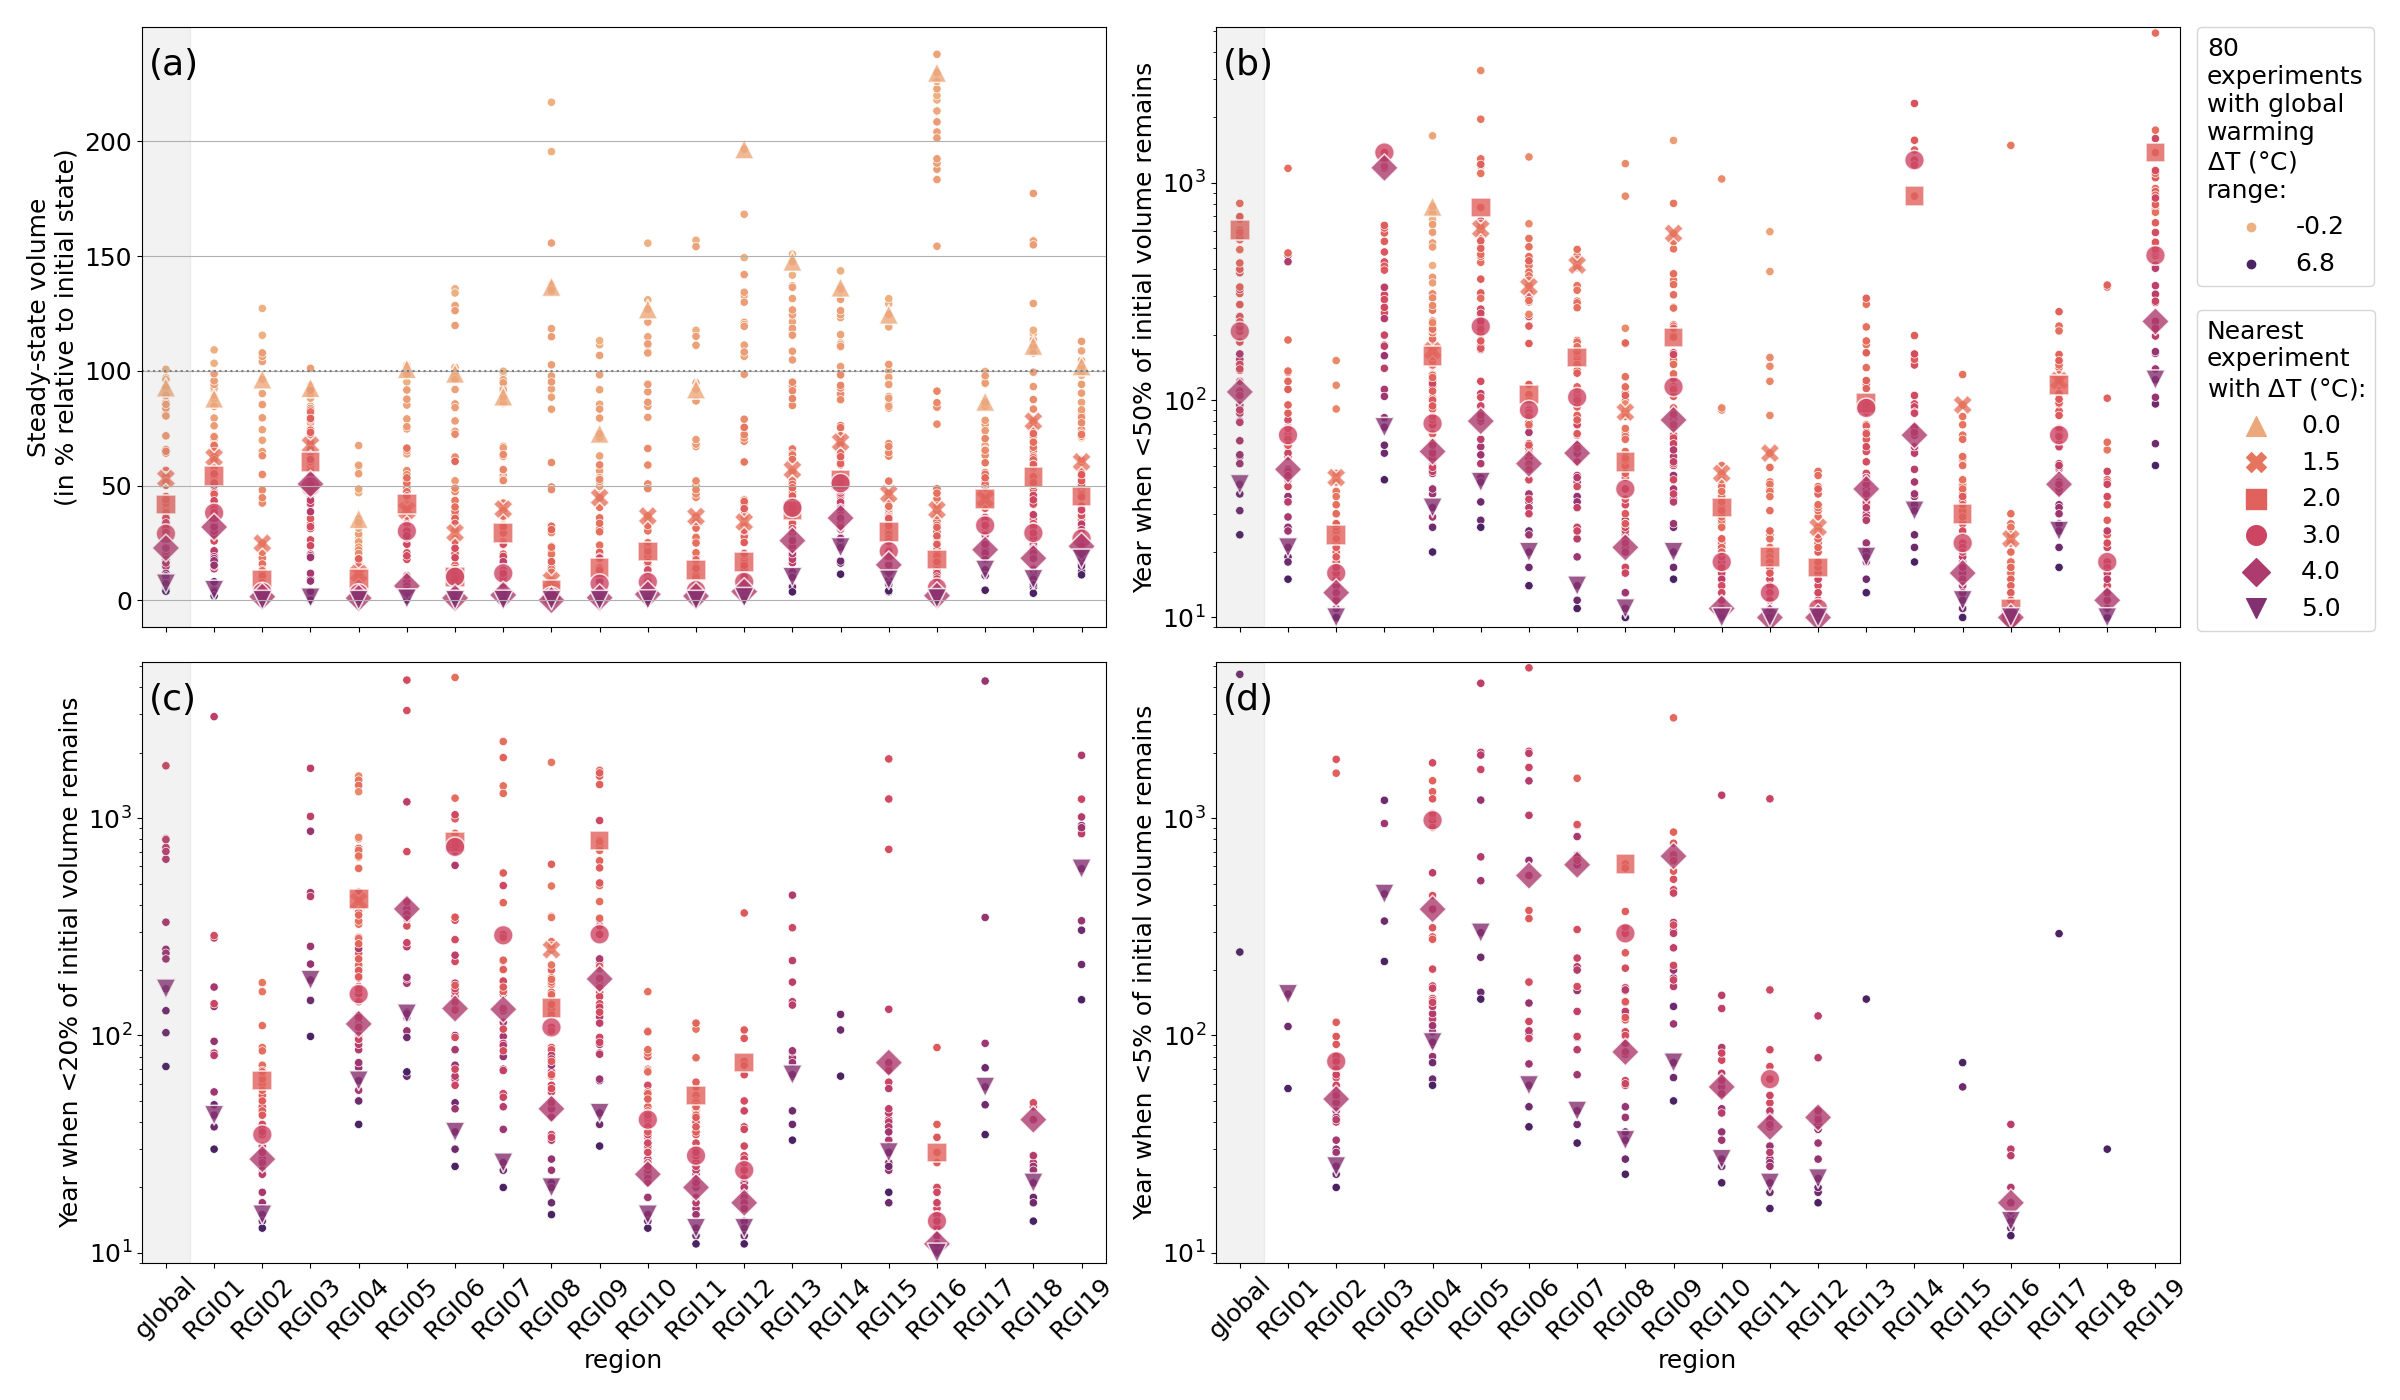 (a)
Steady-state volume
(in % relative to initial state)
200
150
100
50
0
(b)
Year when <50% of initial volume remains
10³
10²
10¹
80
experiments
with global
warming
ΔT (°C)
range:
-0.2
6.8
Nearest
experiment
with ΔT (°C):
0.0
1.5
2.0
3.0
4.0
5.0
(c)
Year when <20% of initial volume remains
10³
10²
10¹
global RGI01 RGI02 RGI03 RGI04 RGI05 RGI06 RGI07 RGI08 RGI09 RGI10 RGI11 RGI12 RGI13 RGI14 RGI15 RGI16 RGI17 RGI18 RGI19
region
(d)
Year when <5% of initial volume remains
10³
10²
10¹
global RGI01 RGI02 RGI03 RGI04 RGI05 RGI06 RGI07 RGI08 RGI09 RGI10 RGI11 RGI12 RGI13 RGI14 RGI15 RGI16 RGI17 RGI18 RGI19
region